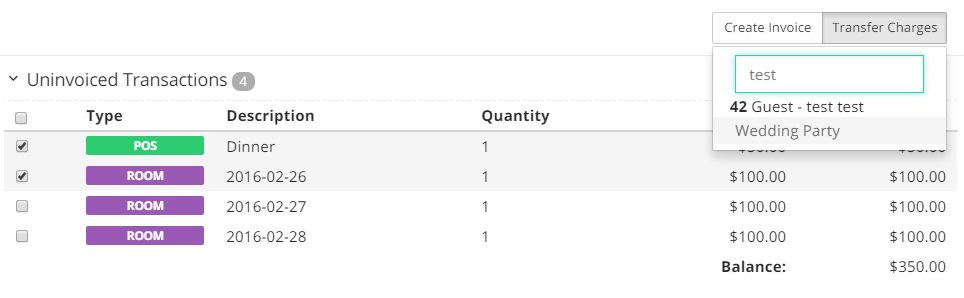 Create Invoice Transfer Charges
test
Uninvoiced Transactions 4
42 Guest - test test
Type Description Quantity
Wedding Party
POS Dinner 1
ROOM 2016-02-26 1 $100.00 $100.00
ROOM 2016-02-27 1 $100.00 $100.00
ROOM 2016-02-28 1 $100.00 $100.00
Balance: $350.00